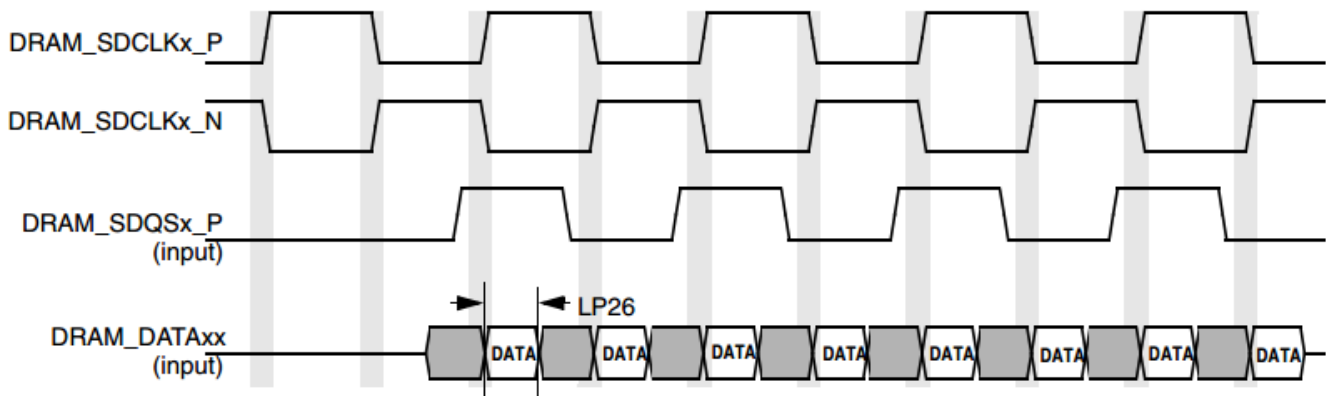 DRAM_SDCLKx_P
DRAM_SDCLKx_N
DRAM_SDQSx_P
(input)
LP26
DRAM_DATAxx
(input)
DATA DATA DATA DATA DATA DATA DATA DATA